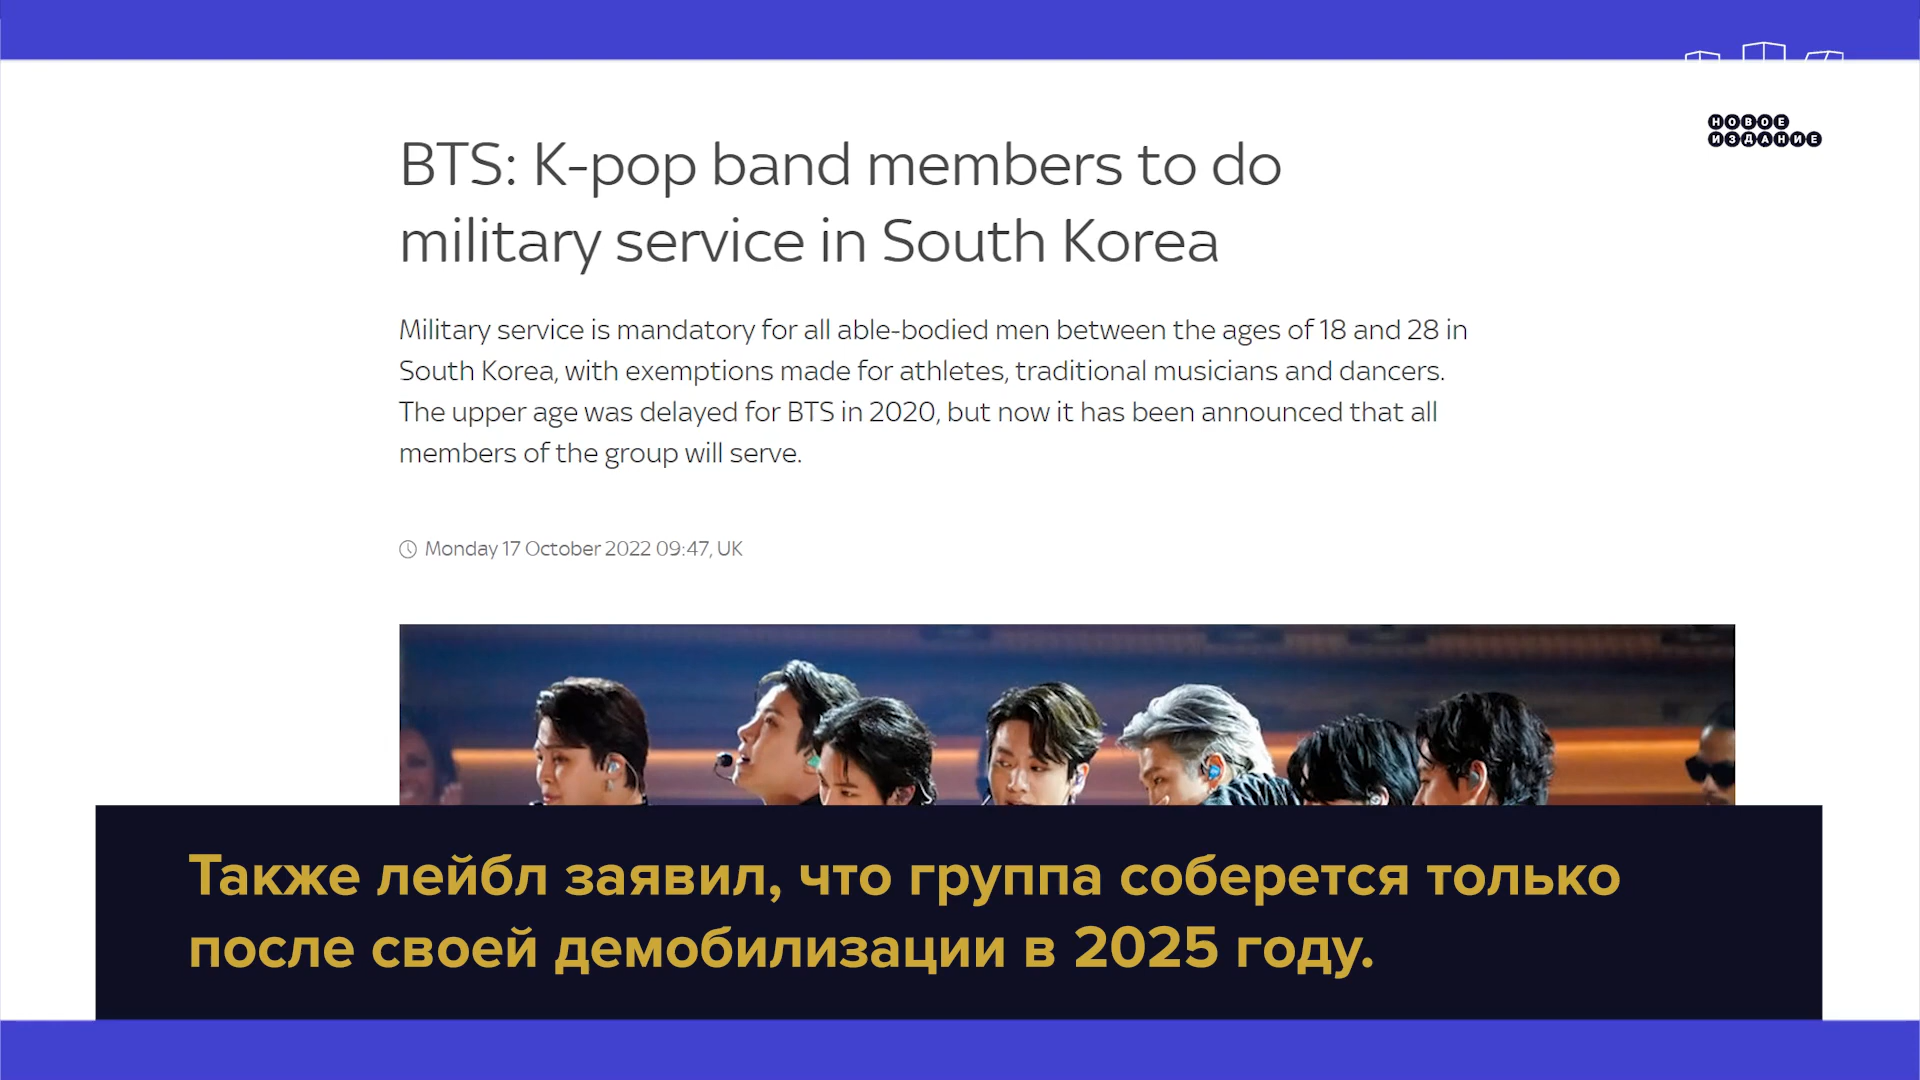 НОВОЕ
ИЗДАНИЕ
BTS: K-pop band members to do
military service in South Korea
Military service is mandatory for all able-bodied men between the ages of 18 and 28 in
South Korea, with exemptions made for athletes, traditional musicians and dancers.
The upper age was delayed for BTS in 2020, but now it has been announced that all
members of the group will serve.
Monday 17 October 2022 09:47, UK
Также лейбл заявил, что группа соберется только
после своей демобилизации в 2025 году.